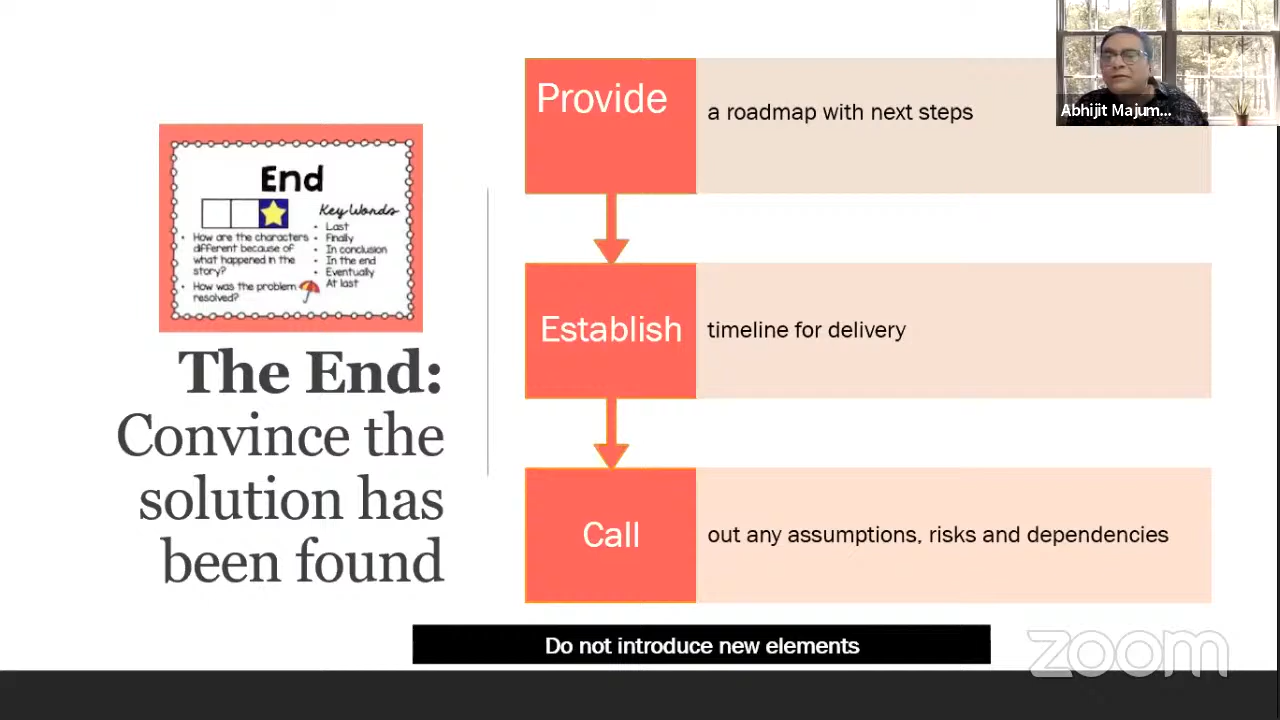 End
Key Words
• How are the characters different because of what happened in the story?
• How was the problem resolved?
• Last
• Finally
• In conclusion
• In the end
• Eventually
• At last
The End:
Convince the
solution has
been found
Provide
a roadmap with next steps
Establish
timeline for delivery
Call
out any assumptions, risks and dependencies
Do not introduce new elements
Abhijit Majum...
zoom